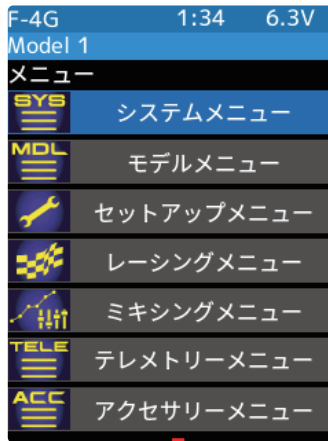 F-4G 1:34 6.3V
Model 1
メニュー
SYS システムメニュー
MDL モデルメニュー
セットアップメニュー
レーシングメニュー
ミキシングメニュー
TELE テレメトリーメニュー
ACC アクセサリーメニュー